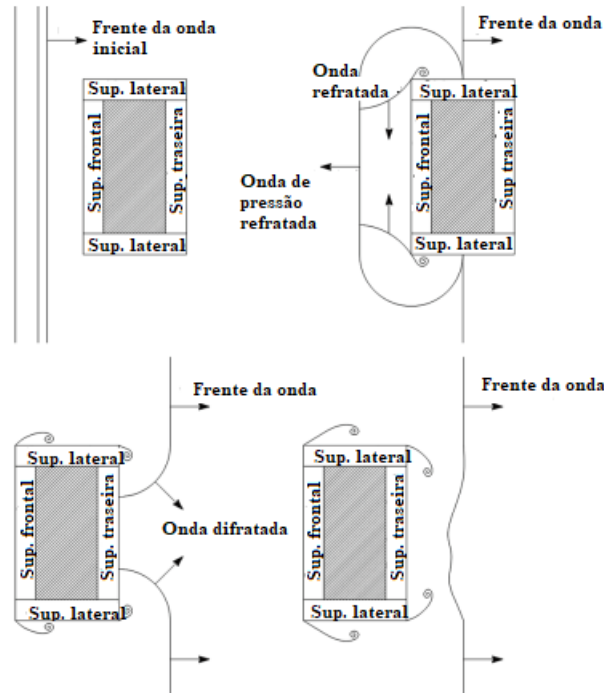 Frente da onda
inicial
Sup. lateral
Sup. frontal
Sup. traseira
Sup. lateral
Frente da onda
Onda
refratada
Sup. lateral
Sup. frontal
Sup traseira
Onda de
pressão
refratada
Sup. lateral
Frente da onda
Sup. lateral
Sup. frontal
Sup. traseira
Onda difratada
Sup. lateral
Frente da onda
Sup. lateral
Sup. frontal
Sup. traseira
Sup. lateral